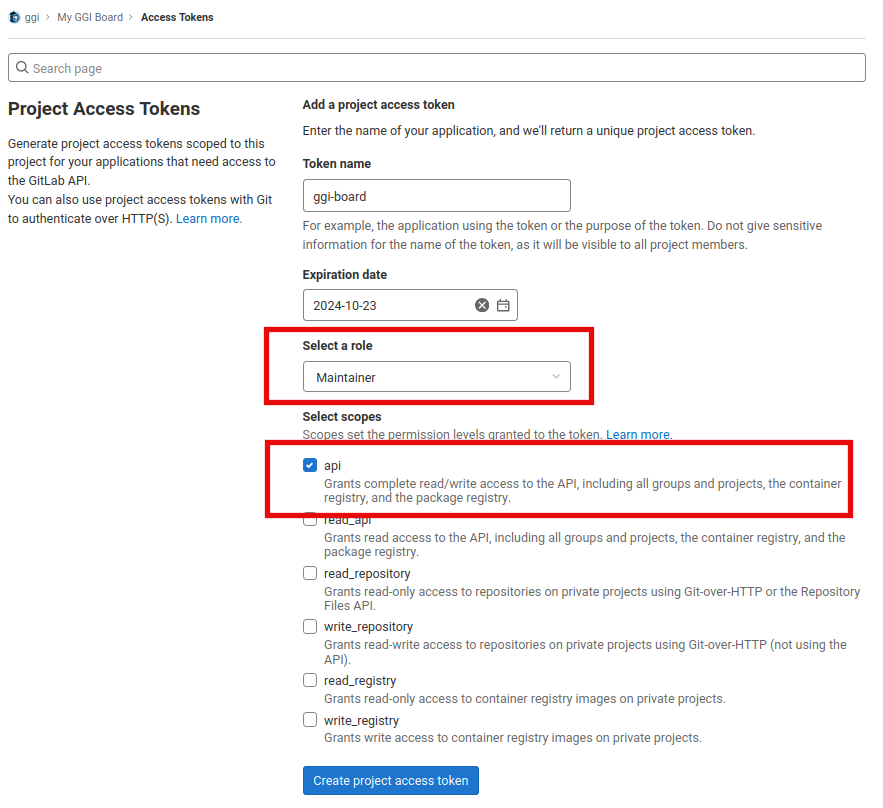 ggi › My GGI Board › Access Tokens
Search page
Project Access Tokens
Generate project access tokens scoped to this
project for your applications that need access to
the GitLab API.
You can also use project access tokens with Git
to authenticate over HTTP(S). Learn more.
Add a project access token
Enter the name of your application, and we'll return a unique project access token.
Token name
ggi-board
For example, the application using the token or the purpose of the token. Do not give sensitive
information for the name of the token, as it will be visible to all project members.
Expiration date
2024-10-23
Select a role
Maintainer
Select scopes
Scopes set the permission levels granted to the token. Learn more.
api
Grants complete read/write access to the API, including all groups and projects, the container
registry, and the package registry.
read_api
Grants read access to the API, including all groups and projects, the container registry, and the
package registry.
read_repository
Grants read-only access to repositories on private projects using Git-over-HTTP or the Repository
Files API.
write_repository
Grants read-write access to repositories on private projects using Git-over-HTTP (not using the
API).
read_registry
Grants read-only access to container registry images on private projects.
write_registry
Grants write access to container registry images on private projects.
Create project access token